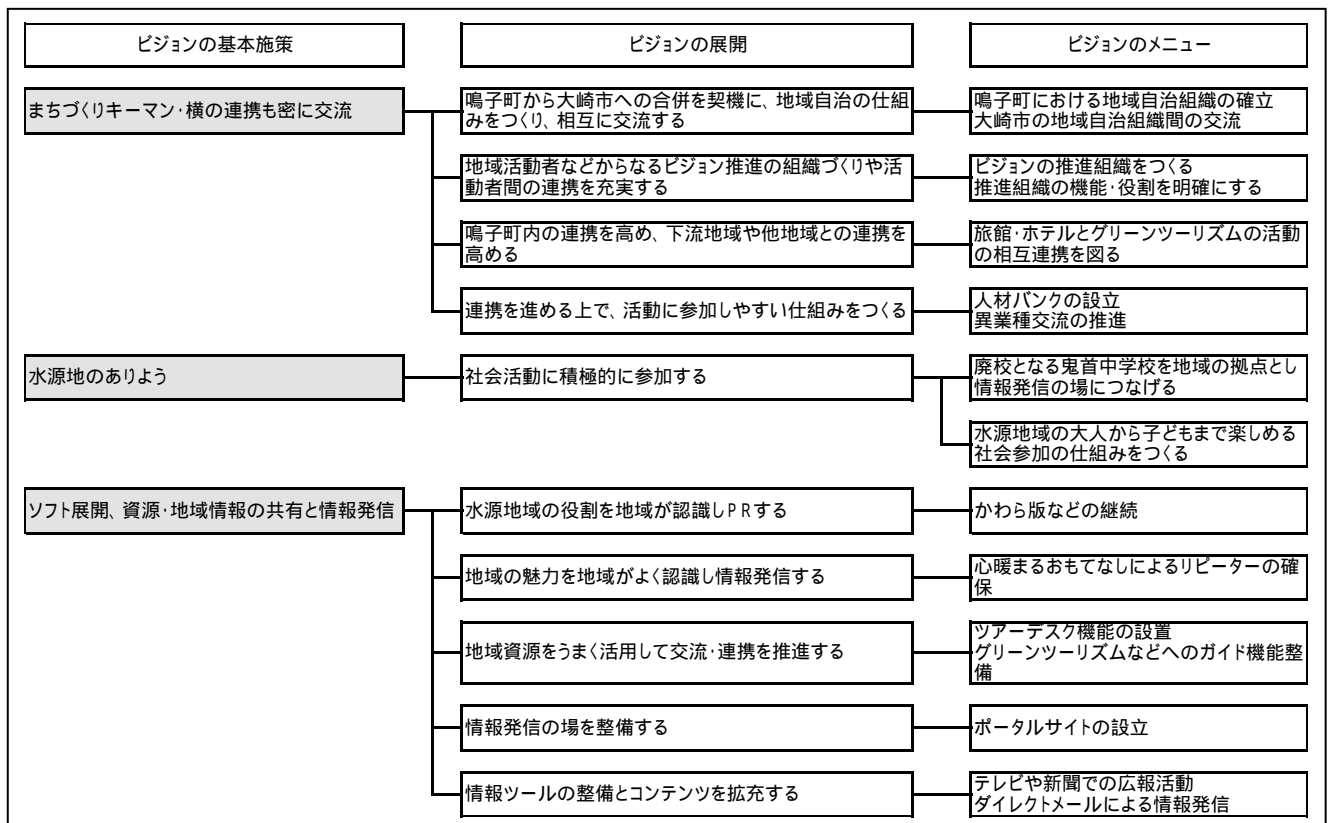 ビジョンの基本施策
ビジョンの展開
ビジョンのメニュー
まちづくりキーマン・横の連携も密に交流
鳴子町から大崎市への合併を契機に、地域自治の仕組
みをつくり、相互に交流する
鳴子町における地域自治組織の確立
大崎市の地域自治組織間の交流
地域活動者などからなるビジョン推進の組織づくりや活
動者間の連携を充実する
ビジョンの推進組織をつくる
推進組織の機能・役割を明確にする
鳴子町内の連携を高め、下流地域や他地域との連携を
高める
旅館・ホテルとグリーンツーリズムの活動
の相互連携を図る
連携を進める上で、活動に参加しやすい仕組みをつくる
人材バンクの設立
異業種交流の推進
水源地のありよう
社会活動に積極的に参加する
廃校となる鬼首中学校を地域の拠点とし
情報発信の場につなげる
水源地域の大人から子どもまで楽しめる
社会参加の仕組みをつくる
ソフト展開、資源・地域情報の共有と情報発信
水源地域の役割を地域が認識しPRする
かわら版などの継続
地域の魅力を地域がよく認識し情報発信する
心暖まるおもてなしによるリピーターの確
保
地域資源をうまく活用して交流・連携を推進する
ツアーデスク機能の設置
グリーンツーリズムなどへのガイド機能整
備
情報発信の場を整備する
ポータルサイトの設立
情報ツールの整備とコンテンツを拡充する
テレビや新聞での広報活動
ダイレクトメールによる情報発信